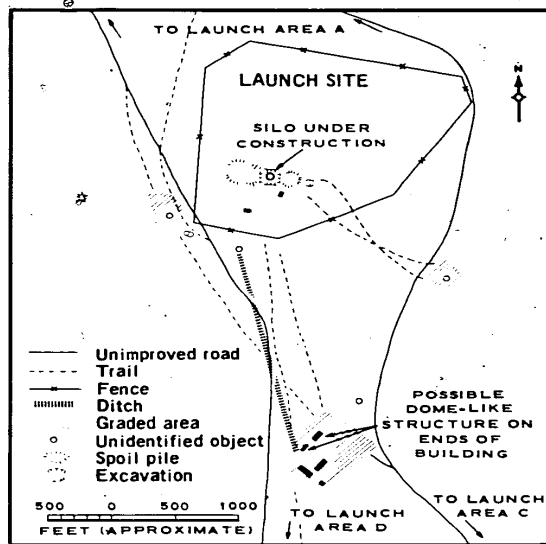 TO LAUNCH AREA A
N
LAUNCH SITE
SILO UNDER
CONSTRUCTION
Unimproved road
Trail
Fence
Ditch
Graded area
Unidentified object
Spoil pile
Excavation
POSSIBLE
DOME-LIKE
STRUCTURE ON
ENDS OF
BUILDING
500 0 500 1000
FEET (APPROXIMATE)
TO LAUNCH
AREA D
TO LAUNCH
AREA C